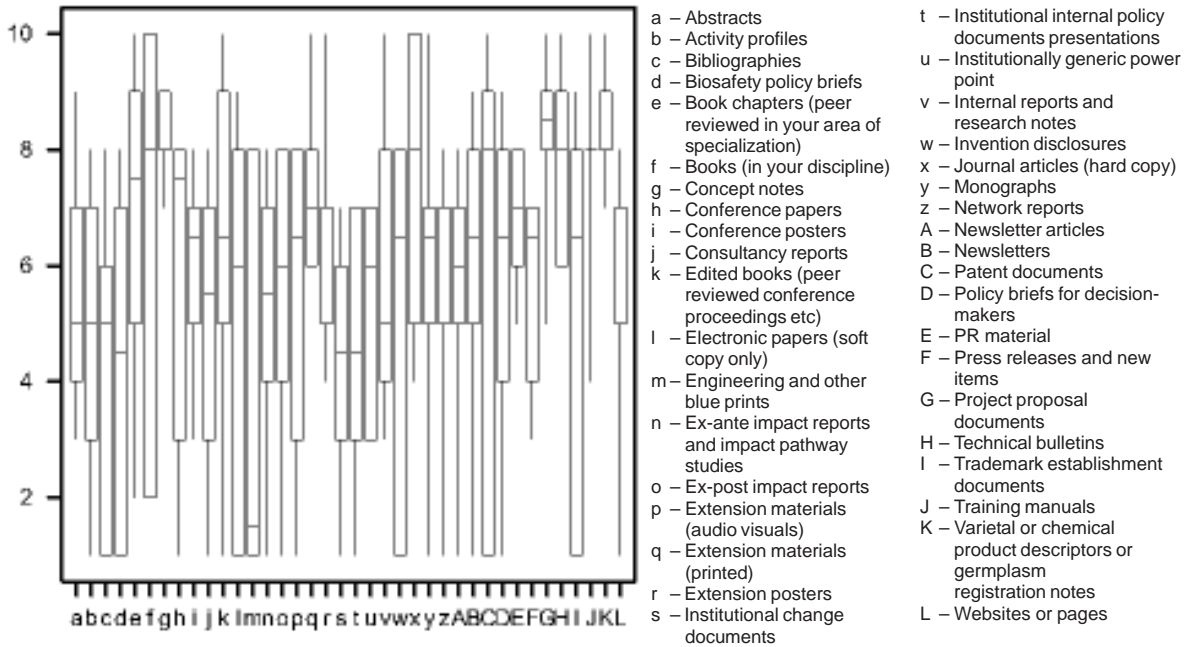 10
8
6
4
2
a b c d e f g h i j k l m n o p q r s t u v w x y z A B C D E F G H I J K L
a – Abstracts
b – Activity profiles
c – Bibliographies
d – Biosafety policy briefs
e – Book chapters (peer
reviewed in your area of
specialization)
f – Books (in your discipline)
g – Concept notes
h – Conference papers
i – Conference posters
j – Consultancy reports
k – Edited books (peer
reviewed conference
proceedings etc)
l – Electronic papers (soft
copy only)
m – Engineering and other
blue prints
n – Ex-ante impact reports
and impact pathway
studies
o – Ex-post impact reports
p – Extension materials
(audio visuals)
q – Extension materials
(printed)
r – Extension posters
s – Institutional change
documents
t – Institutional internal policy
documents presentations
u – Institutionally generic power
point
v – Internal reports and
research notes
w – Invention disclosures
x – Journal articles (hard copy)
y – Monographs
z – Network reports
A – Newsletter articles
B – Newsletters
C – Patent documents
D – Policy briefs for decision-
makers
E – PR material
F – Press releases and new
items
G – Project proposal
documents
H – Technical bulletins
I – Trademark establishment
documents
J – Training manuals
K – Varietal or chemical
product descriptors or
germplasm
registration notes
L – Websites or pages